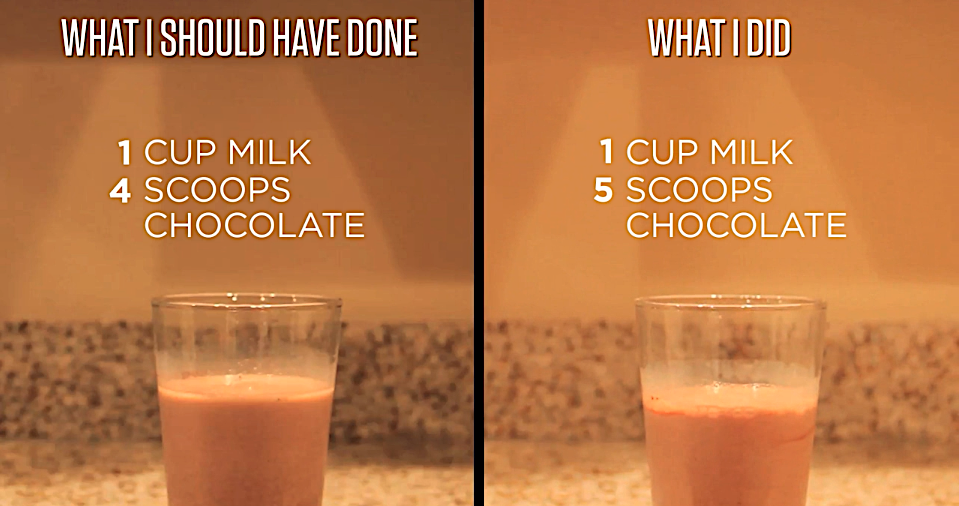 WHAT I SHOULD HAVE DONE
1 CUP MILK
4 SCOOPS
CHOCOLATE
WHAT I DID
1 CUP MILK
5 SCOOPS
CHOCOLATE